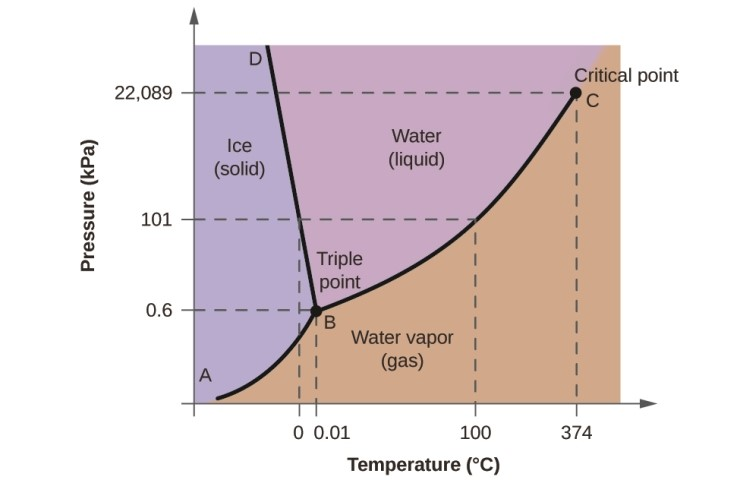 D
Critical point
22,089
C
Ice
(solid)
Water
(liquid)
Pressure (kPa)
101
Triple
point
0.6
B
Water vapor
(gas)
A
0
0.01
100
374
Temperature (°C)